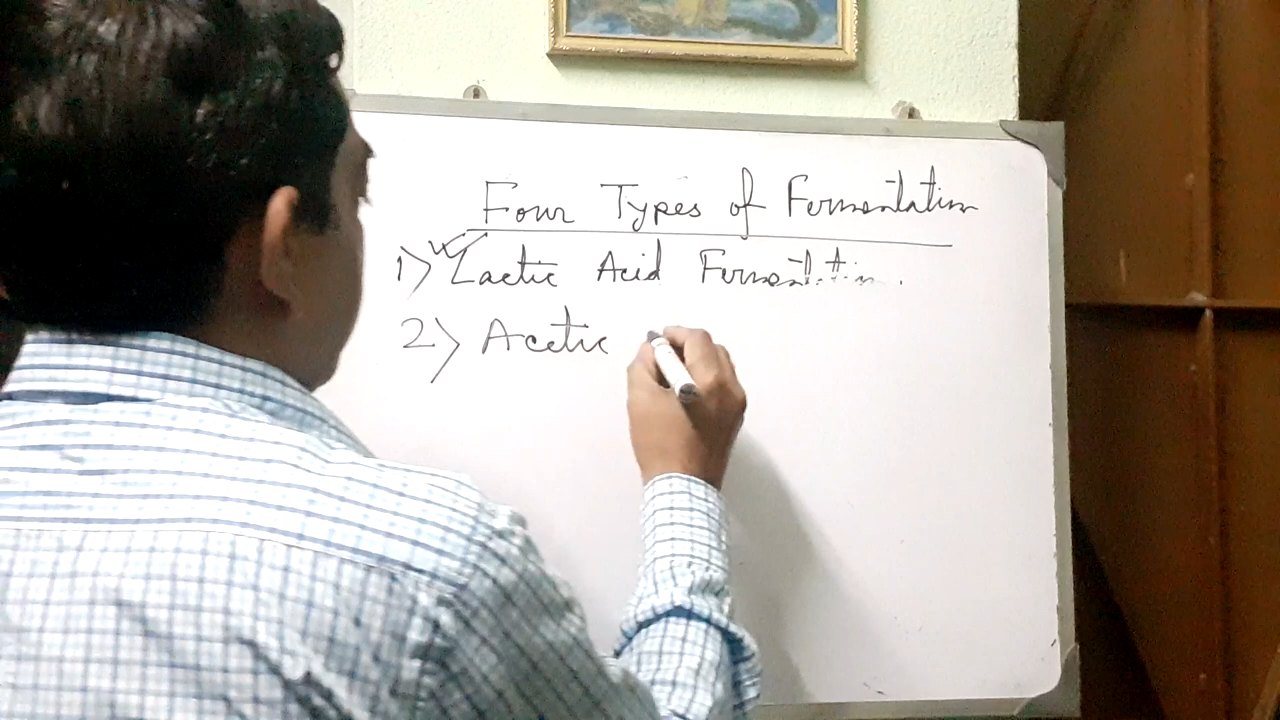 Four Types of Fermentation
1) Lactic Acid Fermentation.
2) Acetic